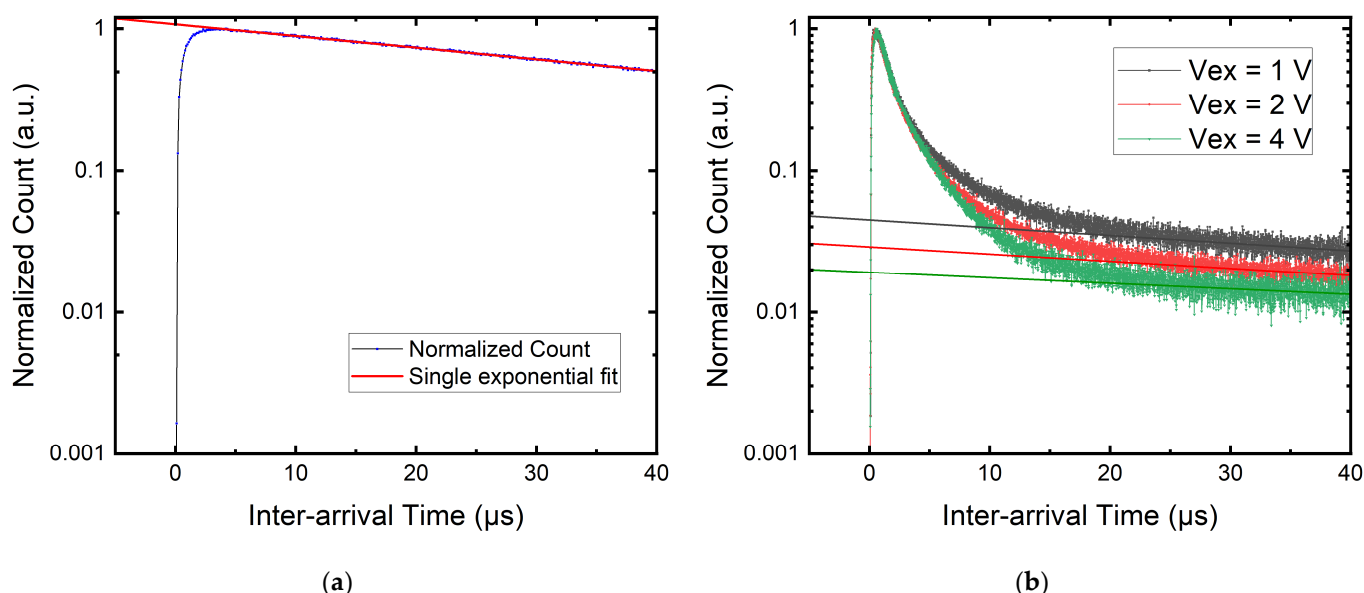 Normalized Count (a.u.)
1
0.1
0.01
0.001
Normalized Count
Single exponential fit
0
10
20
30
40
Inter-arrival Time (µs)
(a)
Normalized Count (a.u.)
1
0.1
0.01
0.001
Vex = 1 V
Vex = 2 V
Vex = 4 V
0
10
20
30
40
Inter-arrival Time (µs)
(b)